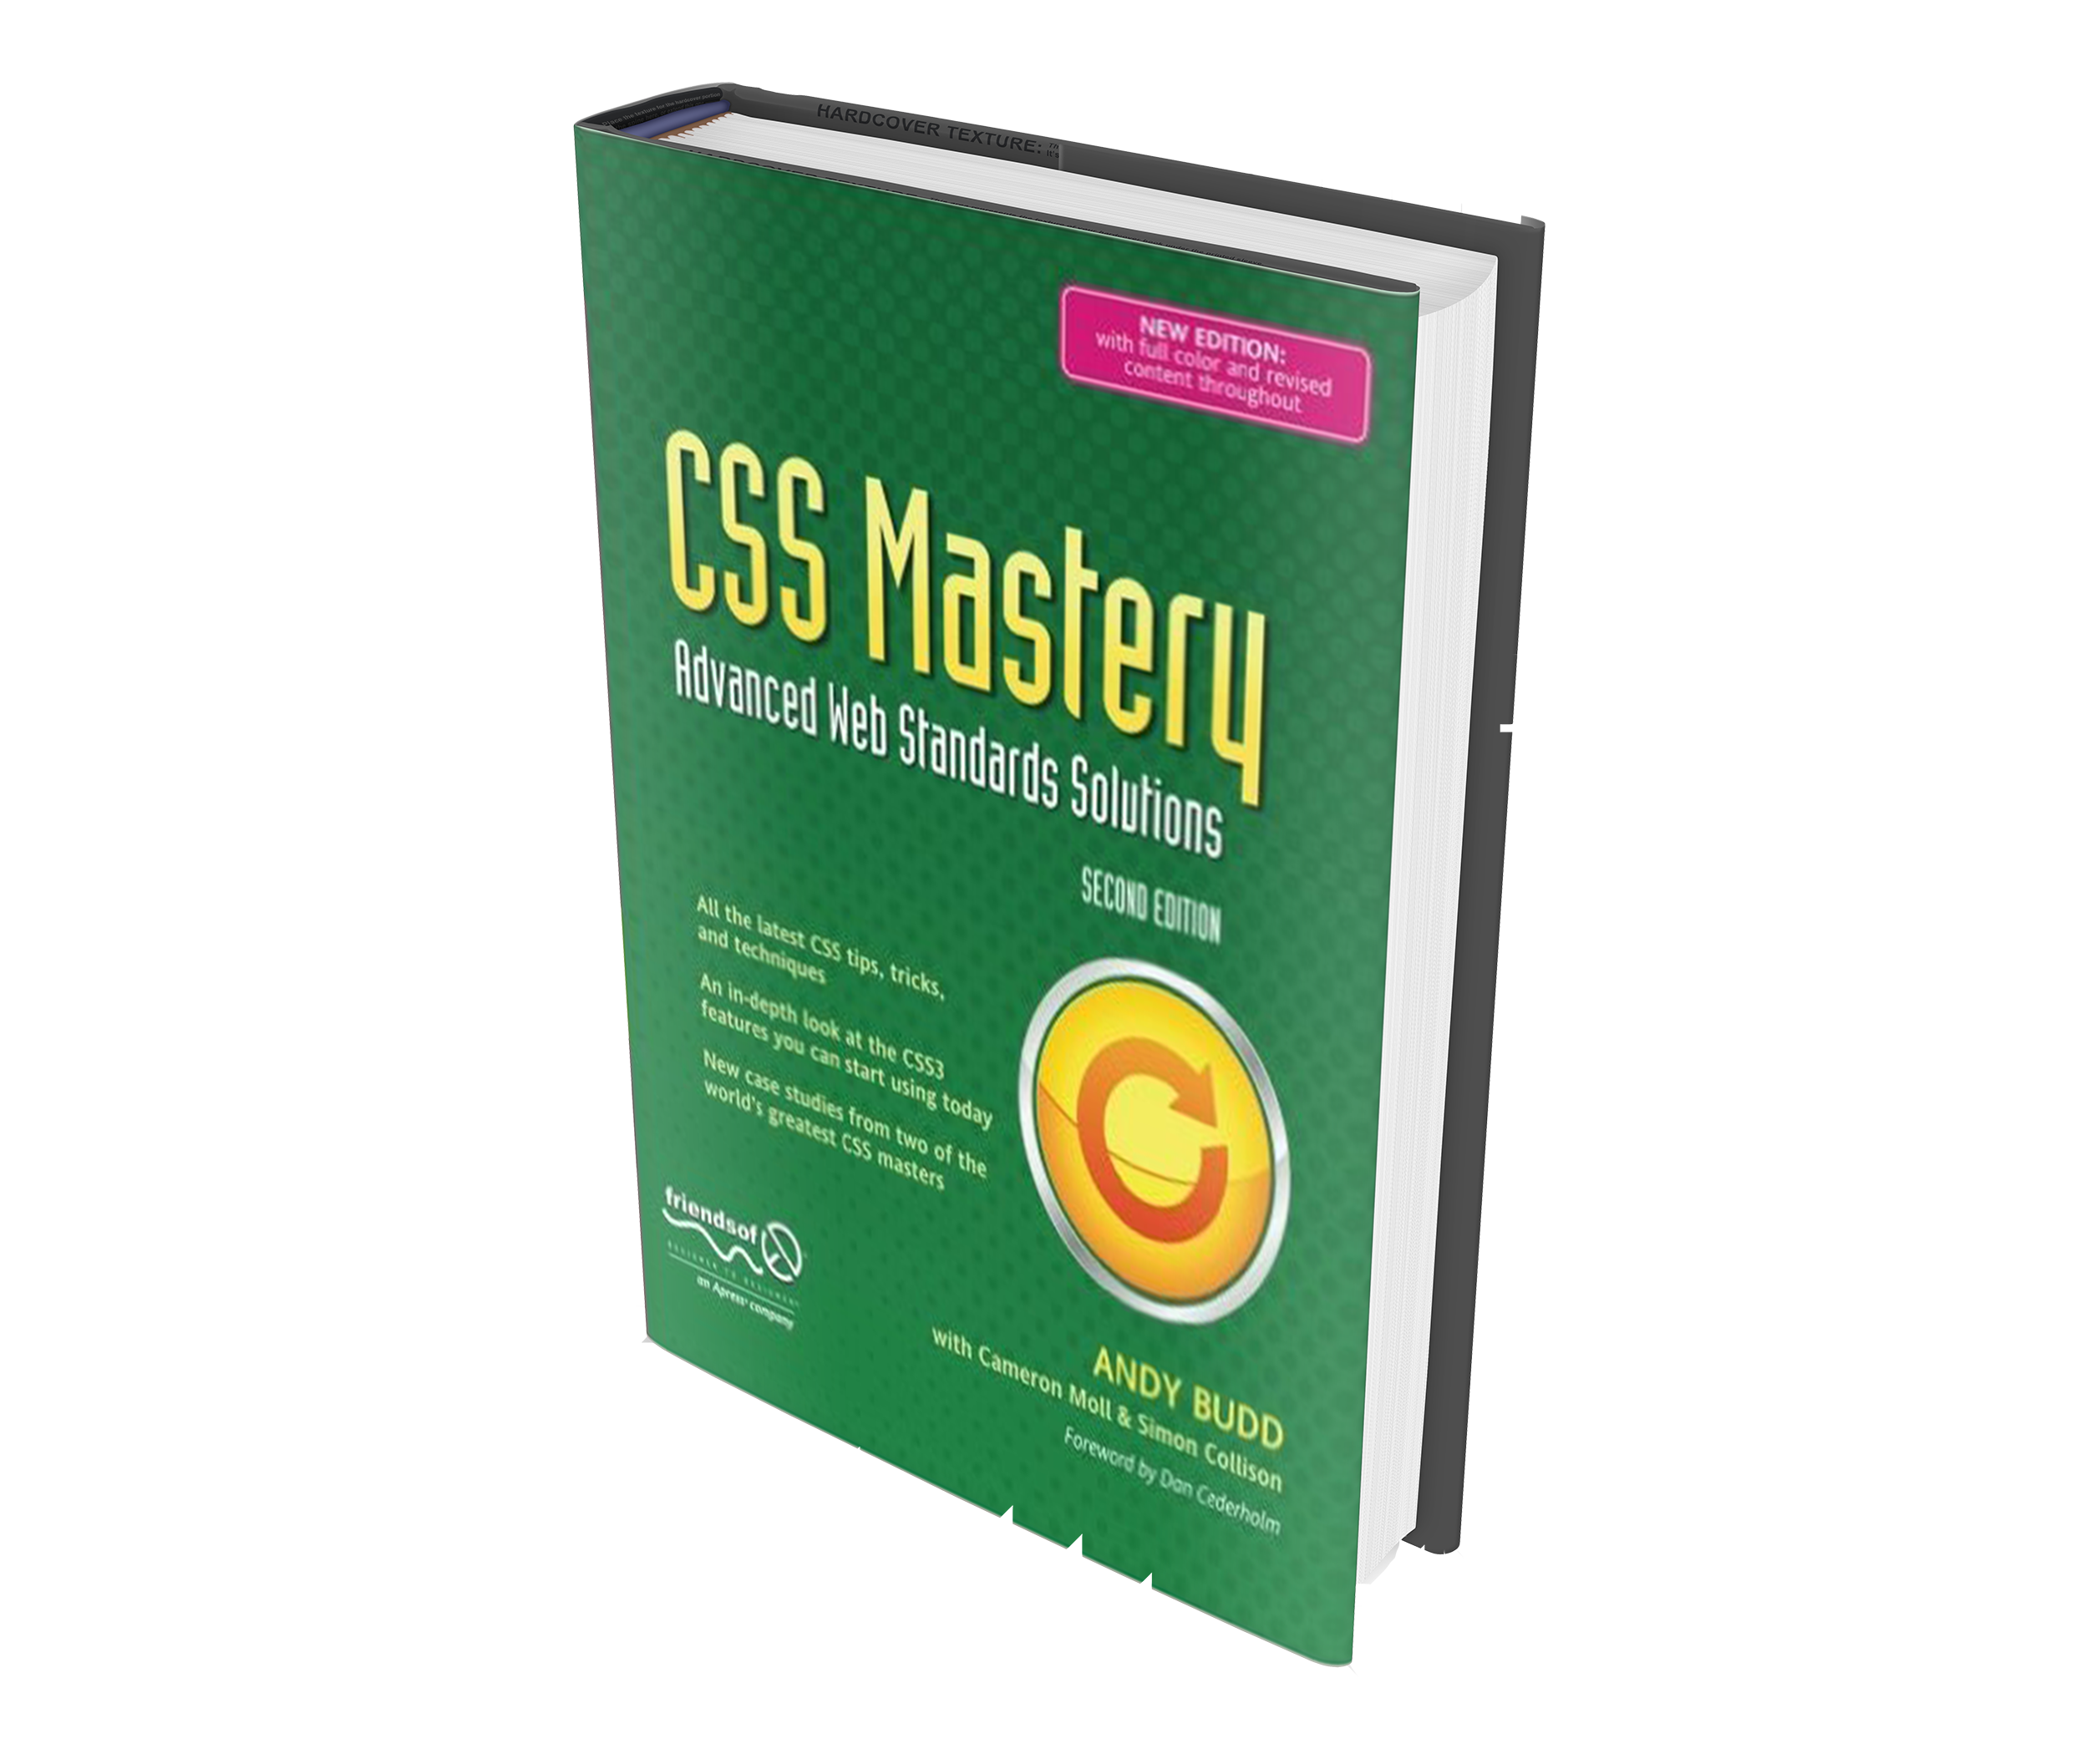 HARDCOVER TEXTURE:
NEW EDITION:
with full color and revised
content throughout
CSS Mastery
Advanced Web Standards Solutions
SECOND EDITION
All the latest CSS tips, tricks,
and techniques
An in-depth look at the CSS3
features you can start using today
New case studies from two of the
world's greatest CSS masters
friendsof
DESIGNER TO DESIGNER™
an Apress® company
ANDY BUDD
with Cameron Moll & Simon Collison
Foreword by Dan Cederholm